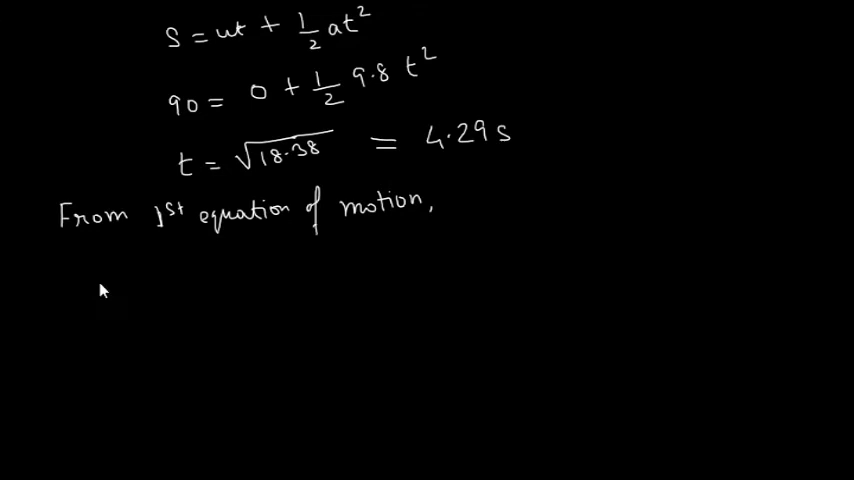 S = ut + 1/2 at²
90 = 0 + 1/2 9.8 t²
t = √18.38 = 4.29s
From 1st equation of motion,